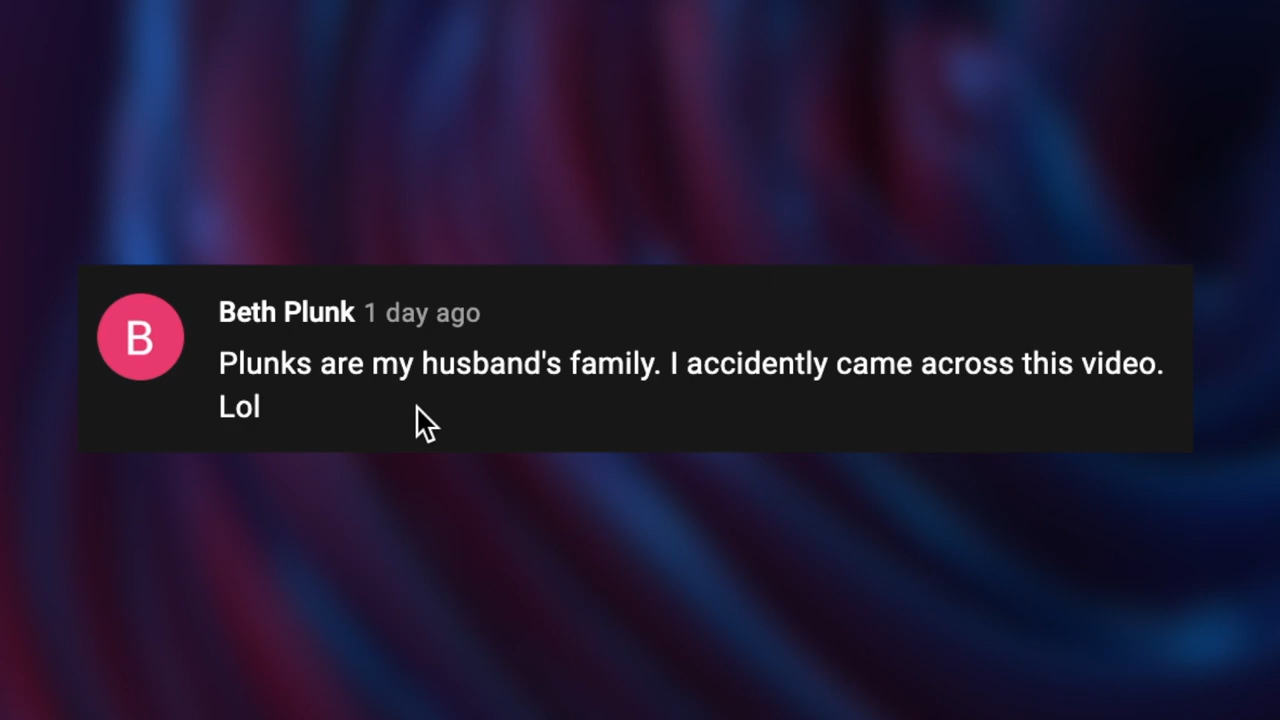 B
Beth Plunk 1 day ago
Plunks are my husband's family. I accidently came across this video.
Lol